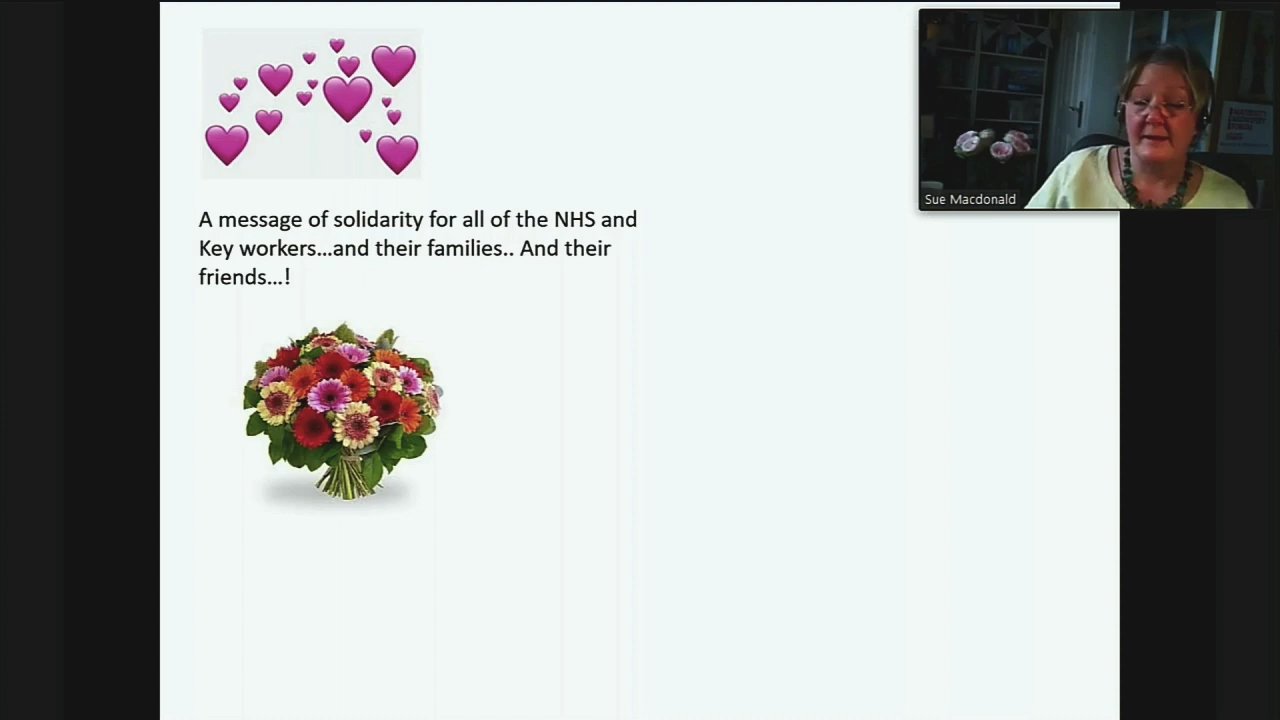 A message of solidarity for all of the NHS and
Key workers...and their families.. And their
friends...!
Sue Macdonald